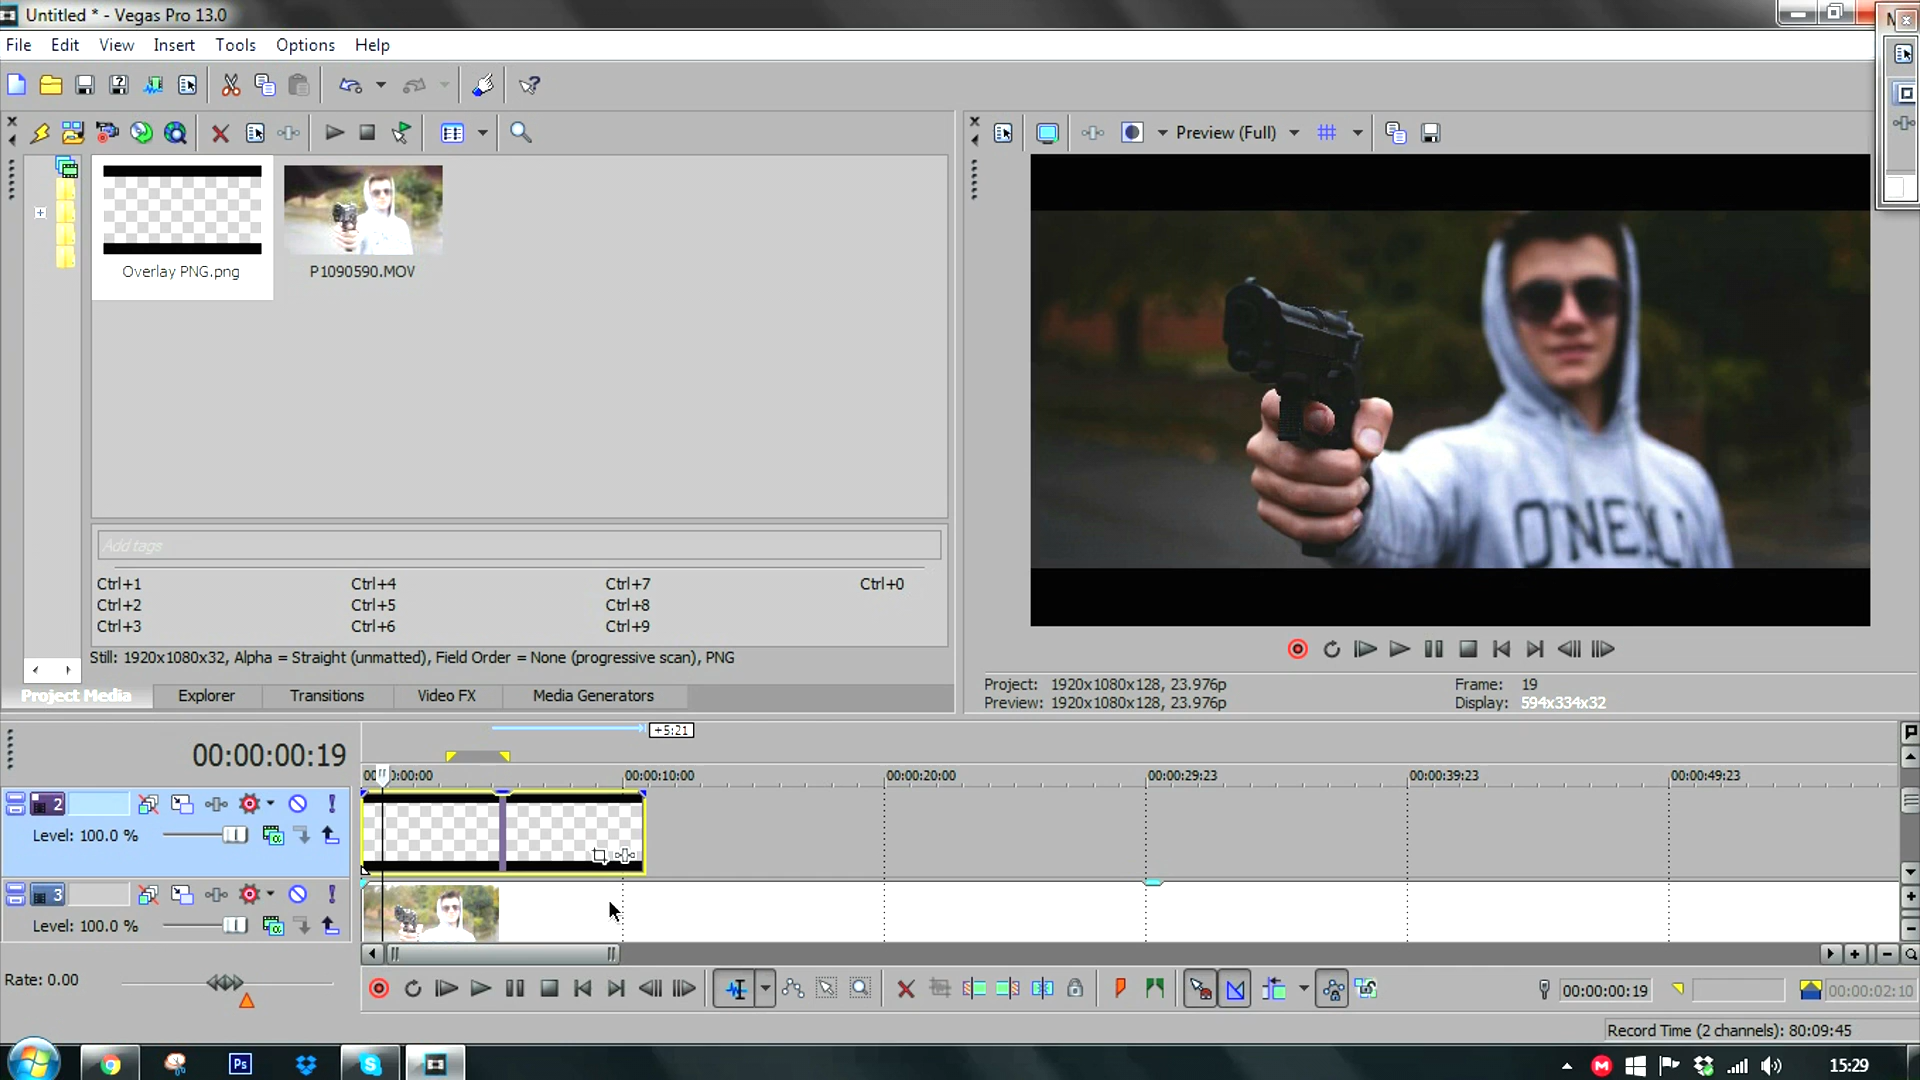 Untitled * - Vegas Pro 13.0
File Edit View Insert Tools Options Help
Preview (Full)
Overlay PNG.png
P1090590.MOV
Add tags
Ctrl+1 Ctrl+4 Ctrl+7 Ctrl+0
Ctrl+2 Ctrl+5 Ctrl+8
Ctrl+3 Ctrl+6 Ctrl+9
Still: 1920x1080x32, Alpha = Straight (unmatted), Field Order = None (progressive scan), PNG
Project Media Explorer Transitions Video FX Media Generators
Project: 1920x1080x128, 23.976p Frame: 19
Preview: 1920x1080x128, 23.976p Display: 594x334x32
+5:21
00:00:00:19
0:00:00 00:00:10:00 00:00:20:00 00:00:29:23 00:00:39:23 00:00:49:23
2
Level: 100.0 %
3
Level: 100.0 %
Rate: 0.00
00:00:00:19 00:00:02:10
Record Time (2 channels): 80:09:45
Ps
15:29